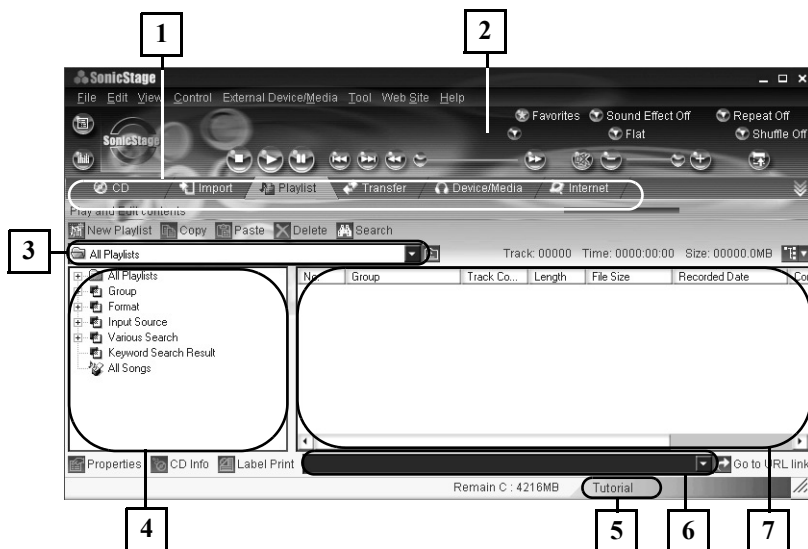 1
2
SonicStage
File Edit View Control External Device/Media Tool Web Site Help
Favorites Sound Effect Off Repeat Off
SonicStage
Flat Shuffle Off
CD Import Playlist Transfer Device/Media Internet
Play and Edit contents
New Playlist Copy Paste Delete Search
3
All Playlists
Track: 00000 Time: 0000:00:00 Size: 00000.0MB
All Playlists
Group
Format
Input Source
Various Search
Keyword Search Result
All Songs
No. Group Track Co... Length File Size Recorded Date
Properties CD Info Label Print
Go to URL link
Remain C : 4216MB Tutorial
4
5
6
7